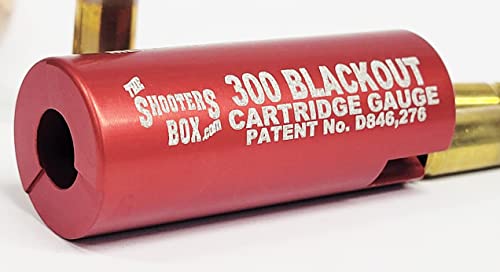 THE
SHOOTERS
BOX.com
300 BLACKOUT
CARTRIDGE GAUGE
PATENT No. D846,276